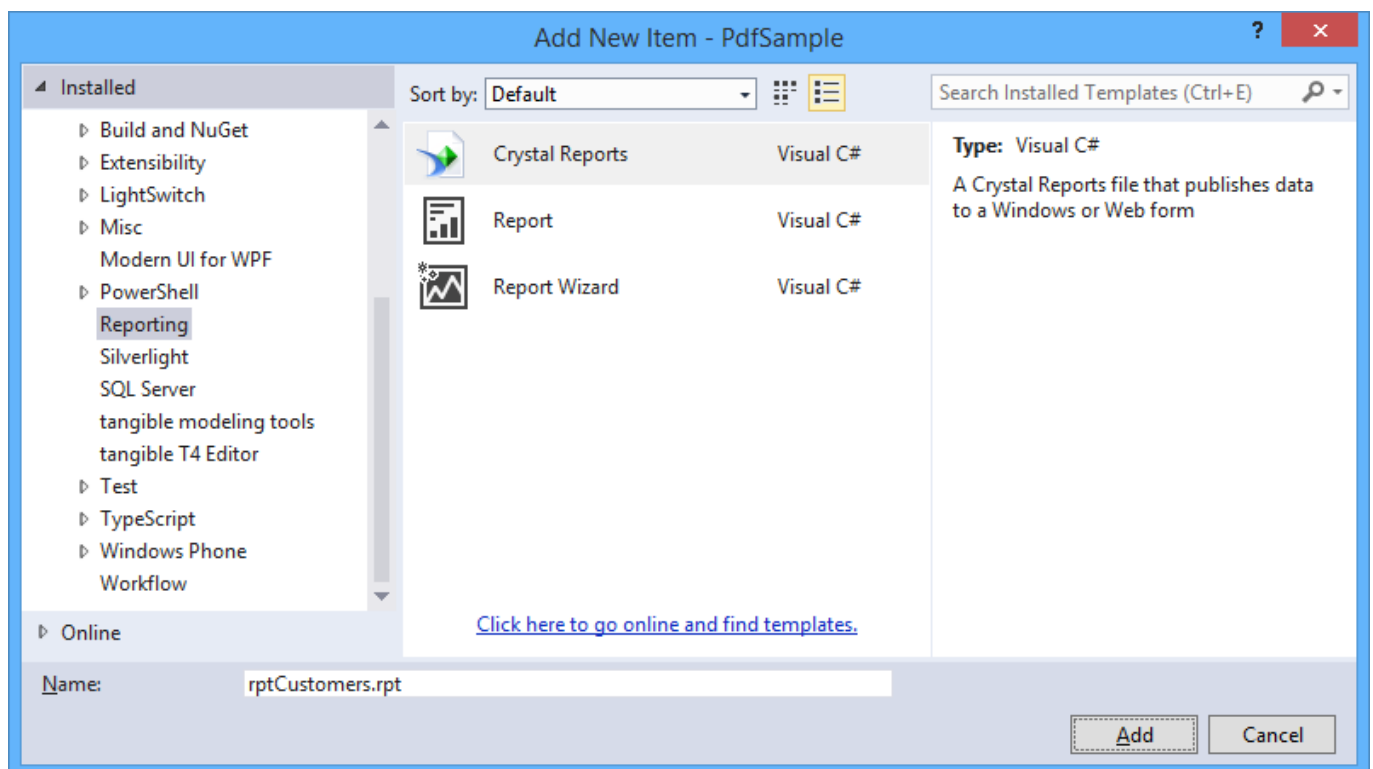 Add New Item - PdfSample
?
Installed
Build and NuGet
Extensibility
LightSwitch
Misc
Modern UI for WPF
PowerShell
Reporting
Silverlight
SQL Server
tangible modeling tools
tangible T4 Editor
Test
TypeScript
Windows Phone
Workflow
Online
Sort by: Default
Crystal Reports Visual C#
Report Visual C#
Report Wizard Visual C#
Click here to go online and find templates.
Search Installed Templates (Ctrl+E)
Type: Visual C#
A Crystal Reports file that publishes data
to a Windows or Web form
Name: rptCustomers.rpt
Add Cancel